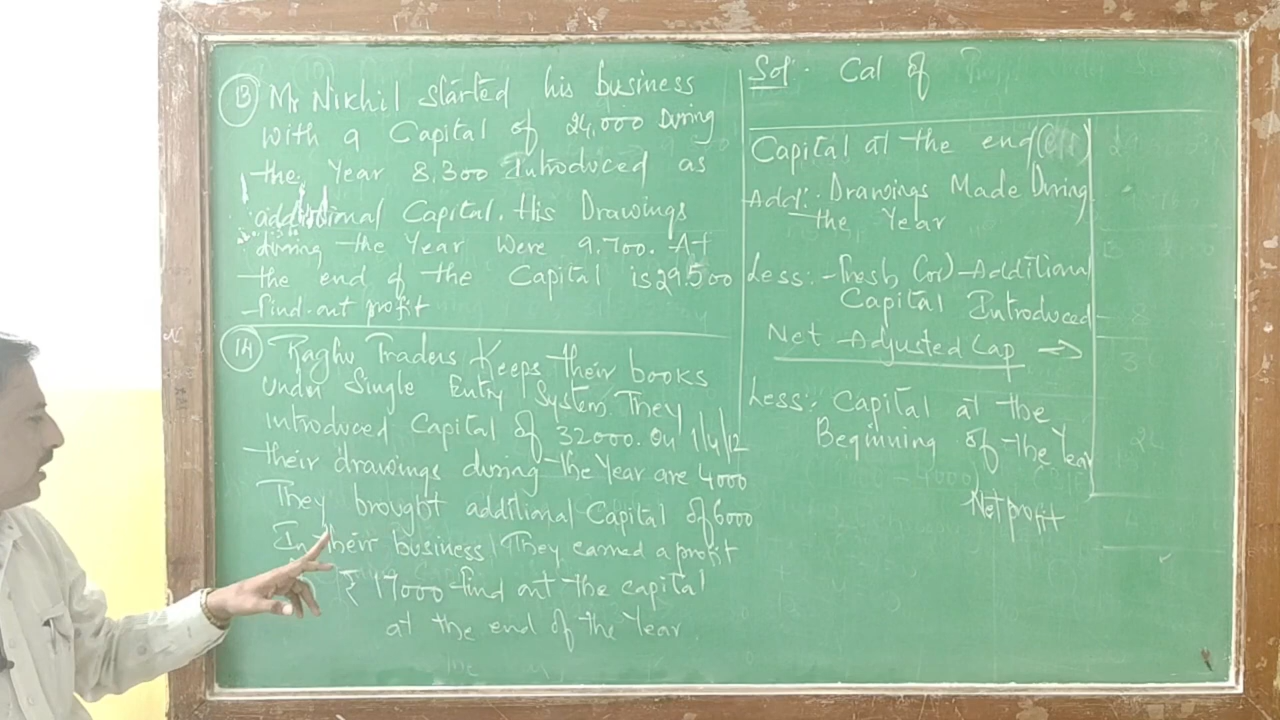 13 Mr Nikhil started his business
with a Capital of 24,000 During
the Year 8,300 Introduced as
additional Capital. His Drawings
during the Year Were 9,700. At
the end of the Capital is 29,500
find out profit
14 Raghu Traders Keeps their books
Under Single Entry System. They
Introduced Capital of 32000. On 1/4/12
their drawings during the Year are 4000
They brought additional Capital of 6000
In their business They earned a profit
₹ 17000 find out the capital
at the end of the Year
Sol: Cal of
Capital at the end
Add: Drawings Made During
the Year
Less: Fresh (or) Additional
Capital Introduced
Net Adjusted Cap ⇒
Less: Capital at the
Beginning of the Year
Net profit